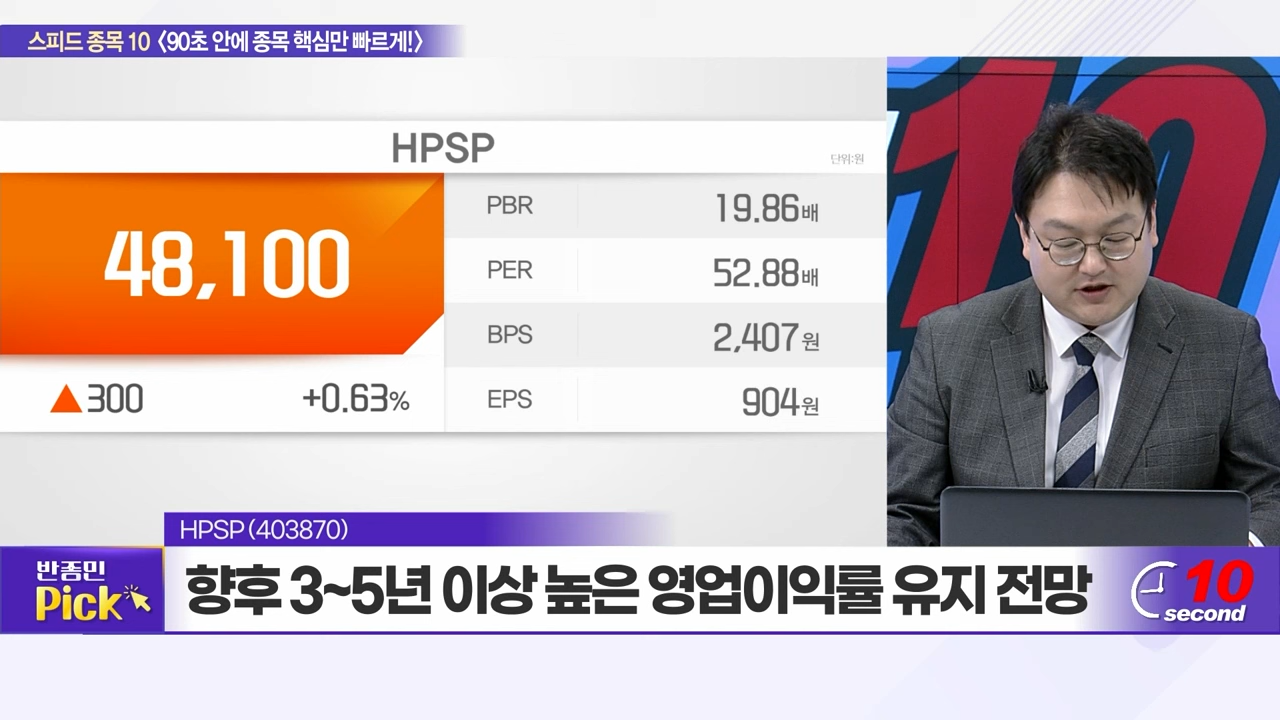 스피드 종목 10 〈90초 안에 종목 핵심만 빠르게!〉
HPSP
단위:원
48,100
▲300 +0.63%
PBR 19.86배
PER 52.88배
BPS 2,407원
EPS 904원
10
HPSP (403870)
반종민
Pick
향후 3~5년 이상 높은 영업이익률 유지 전망
10
second